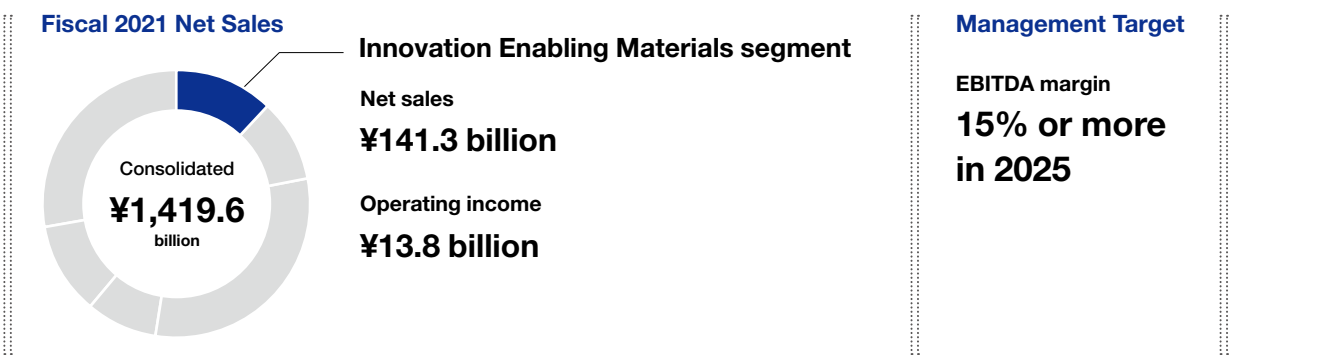 Fiscal 2021 Net Sales
Consolidated
¥1,419.6
billion
Innovation Enabling Materials segment
Net sales
¥141.3 billion
Operating income
¥13.8 billion
Management Target
EBITDA margin
15% or more
in 2025